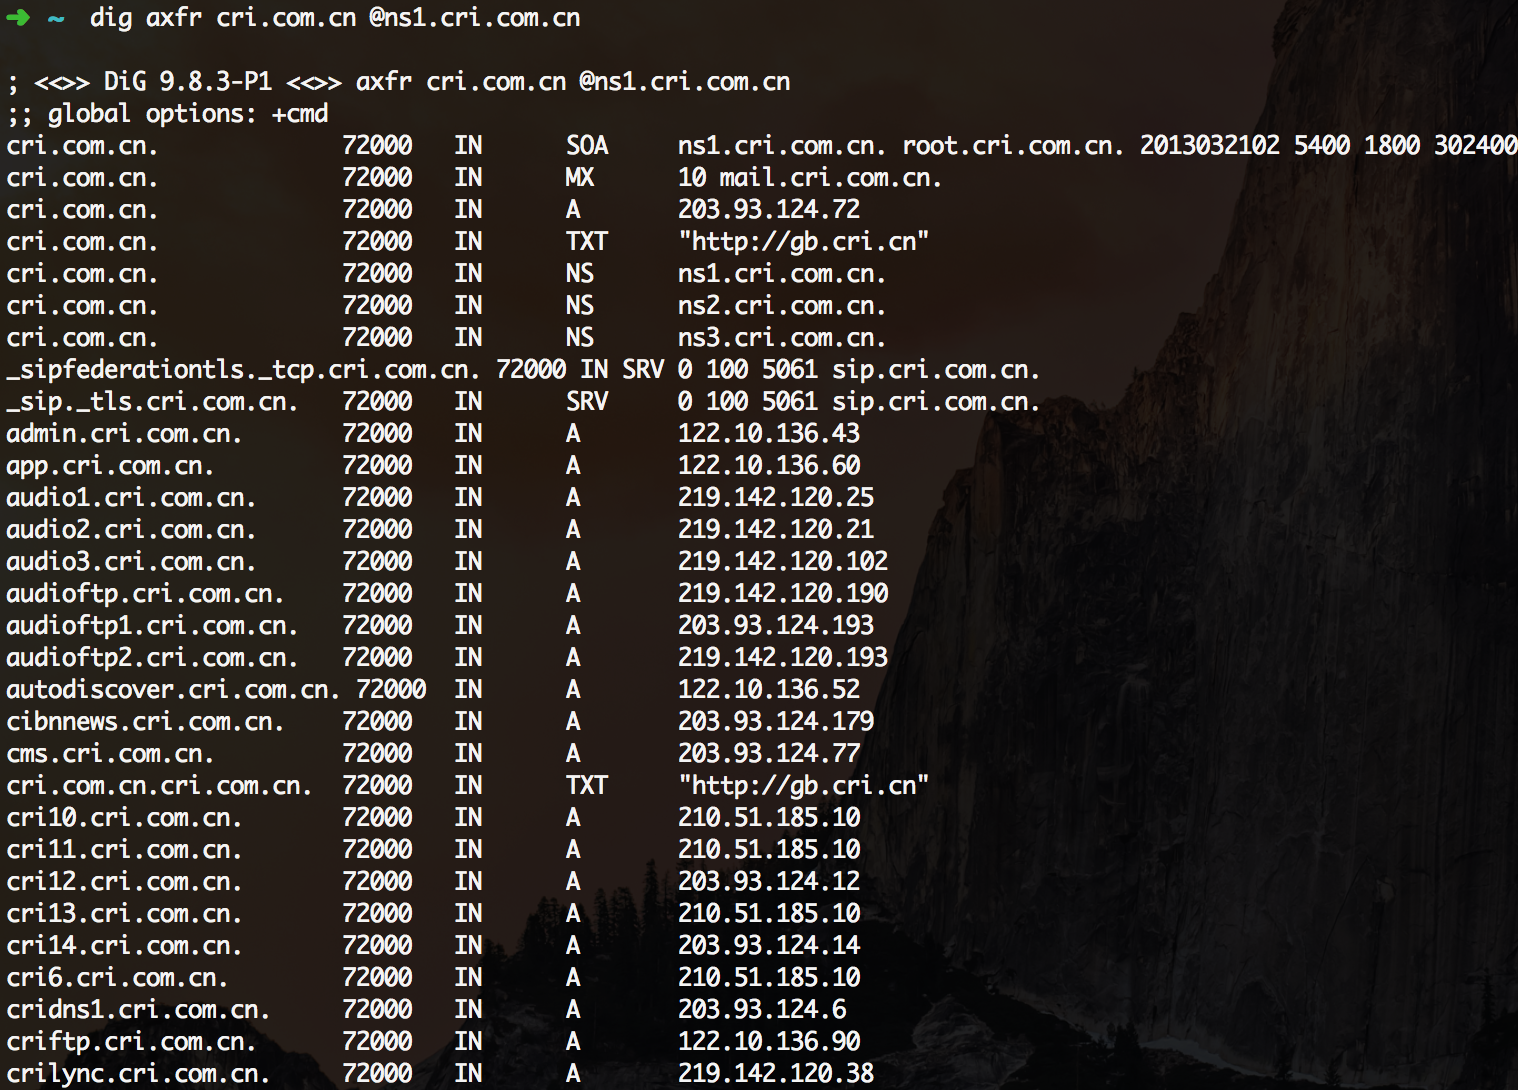 ➜ ~ dig axfr cri.com.cn @ns1.cri.com.cn
; <<>> DiG 9.8.3-P1 <<>> axfr cri.com.cn @ns1.cri.com.cn
;; global options: +cmd
cri.com.cn. 72000 IN SOA ns1.cri.com.cn. root.cri.com.cn. 2013032102 5400 1800 302400
cri.com.cn. 72000 IN MX 10 mail.cri.com.cn.
cri.com.cn. 72000 IN A 203.93.124.72
cri.com.cn. 72000 IN TXT "http://gb.cri.cn"
cri.com.cn. 72000 IN NS ns1.cri.com.cn.
cri.com.cn. 72000 IN NS ns2.cri.com.cn.
cri.com.cn. 72000 IN NS ns3.cri.com.cn.
_sipfederationtls._tcp.cri.com.cn. 72000 IN SRV 0 100 5061 sip.cri.com.cn.
_sip._tls.cri.com.cn. 72000 IN SRV 0 100 5061 sip.cri.com.cn.
admin.cri.com.cn. 72000 IN A 122.10.136.43
app.cri.com.cn. 72000 IN A 122.10.136.60
audio1.cri.com.cn. 72000 IN A 219.142.120.25
audio2.cri.com.cn. 72000 IN A 219.142.120.21
audio3.cri.com.cn. 72000 IN A 219.142.120.102
audioftp.cri.com.cn. 72000 IN A 219.142.120.190
audioftp1.cri.com.cn. 72000 IN A 203.93.124.193
audioftp2.cri.com.cn. 72000 IN A 219.142.120.193
autodiscover.cri.com.cn. 72000 IN A 122.10.136.52
cibnnews.cri.com.cn. 72000 IN A 203.93.124.179
cms.cri.com.cn. 72000 IN A 203.93.124.77
cri.com.cn.cri.com.cn. 72000 IN TXT "http://gb.cri.cn"
cri10.cri.com.cn. 72000 IN A 210.51.185.10
cri11.cri.com.cn. 72000 IN A 210.51.185.10
cri12.cri.com.cn. 72000 IN A 203.93.124.12
cri13.cri.com.cn. 72000 IN A 210.51.185.10
cri14.cri.com.cn. 72000 IN A 203.93.124.14
cri6.cri.com.cn. 72000 IN A 210.51.185.10
cridns1.cri.com.cn. 72000 IN A 203.93.124.6
criftp.cri.com.cn. 72000 IN A 122.10.136.90
crilync.cri.com.cn. 72000 IN A 219.142.120.38